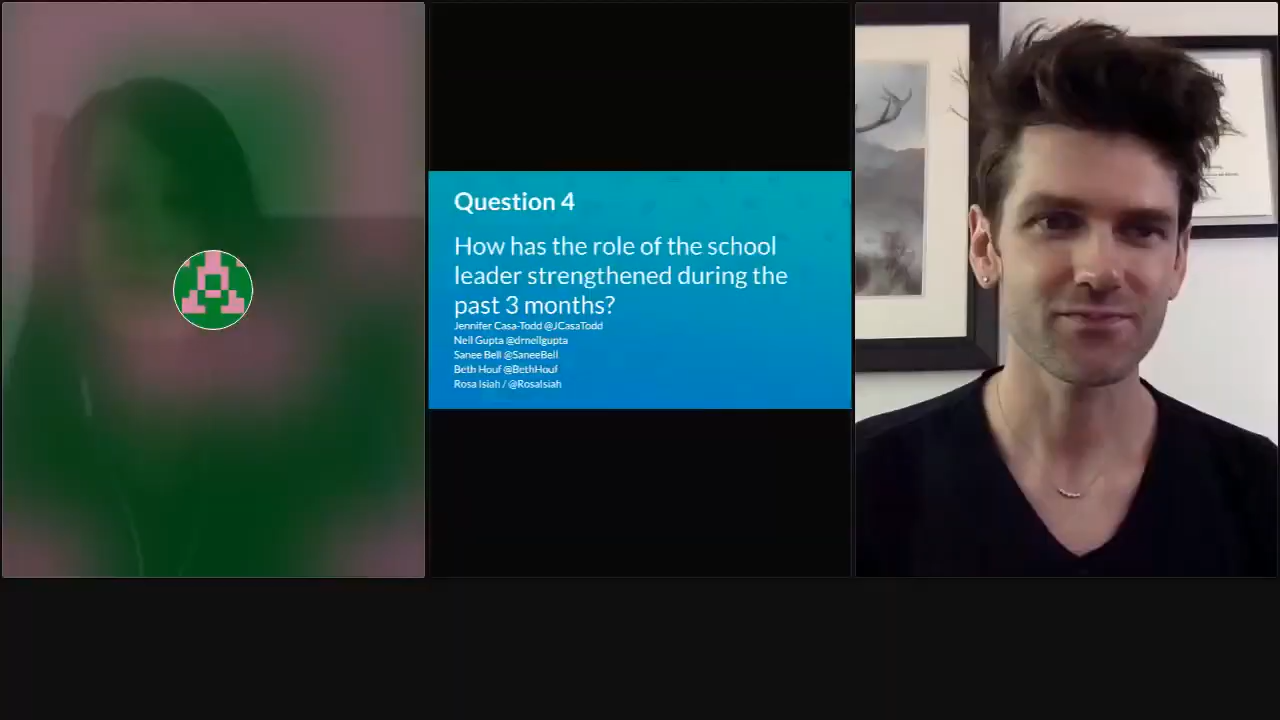 Question 4
How has the role of the school
leader strengthened during the
past 3 months?
Jennifer Casa-Todd @JCasaTodd
Neil Gupta @drneilgupta
Sanee Bell @SaneeBell
Beth Houf @BethHouf
Rosa Isiah / @RosaIsiah